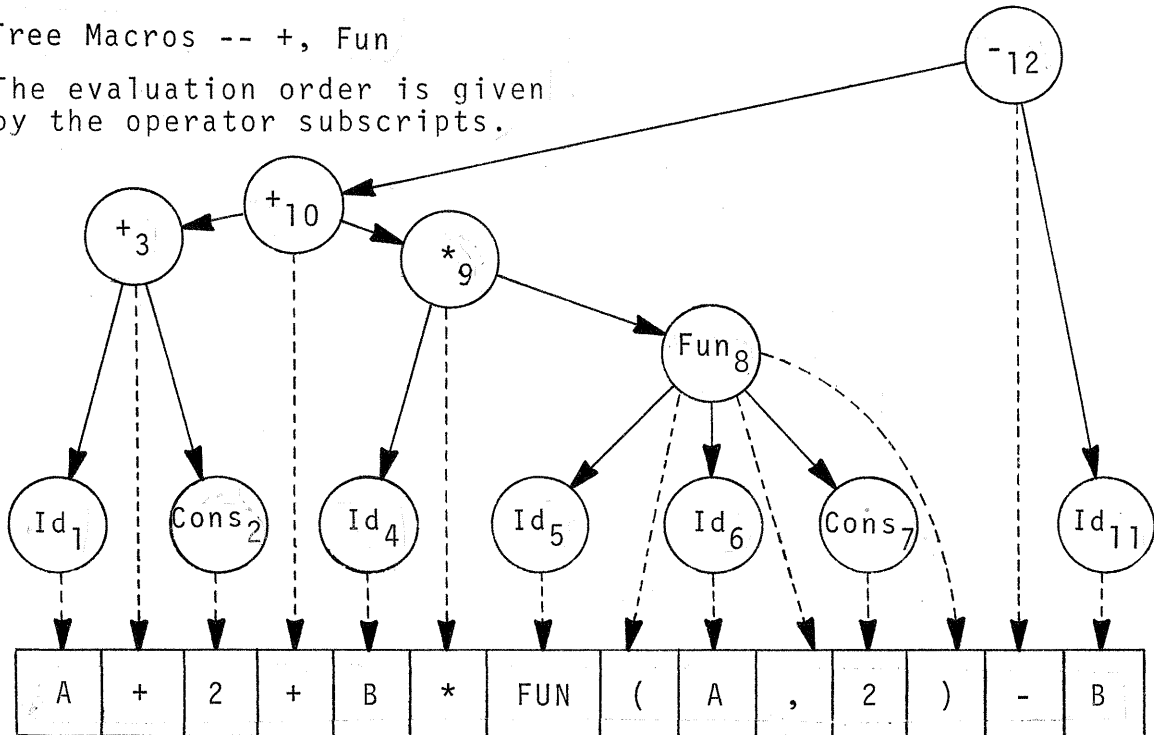 Tree Macros -- +, Fun
The evaluation order is given
by the operator subscripts.
-12
+3 +10 *9
Fun8
Id1 Cons2 Id4 Id5 Id6 Cons7 Id11
A + 2 + B * FUN ( A , 2 ) - B